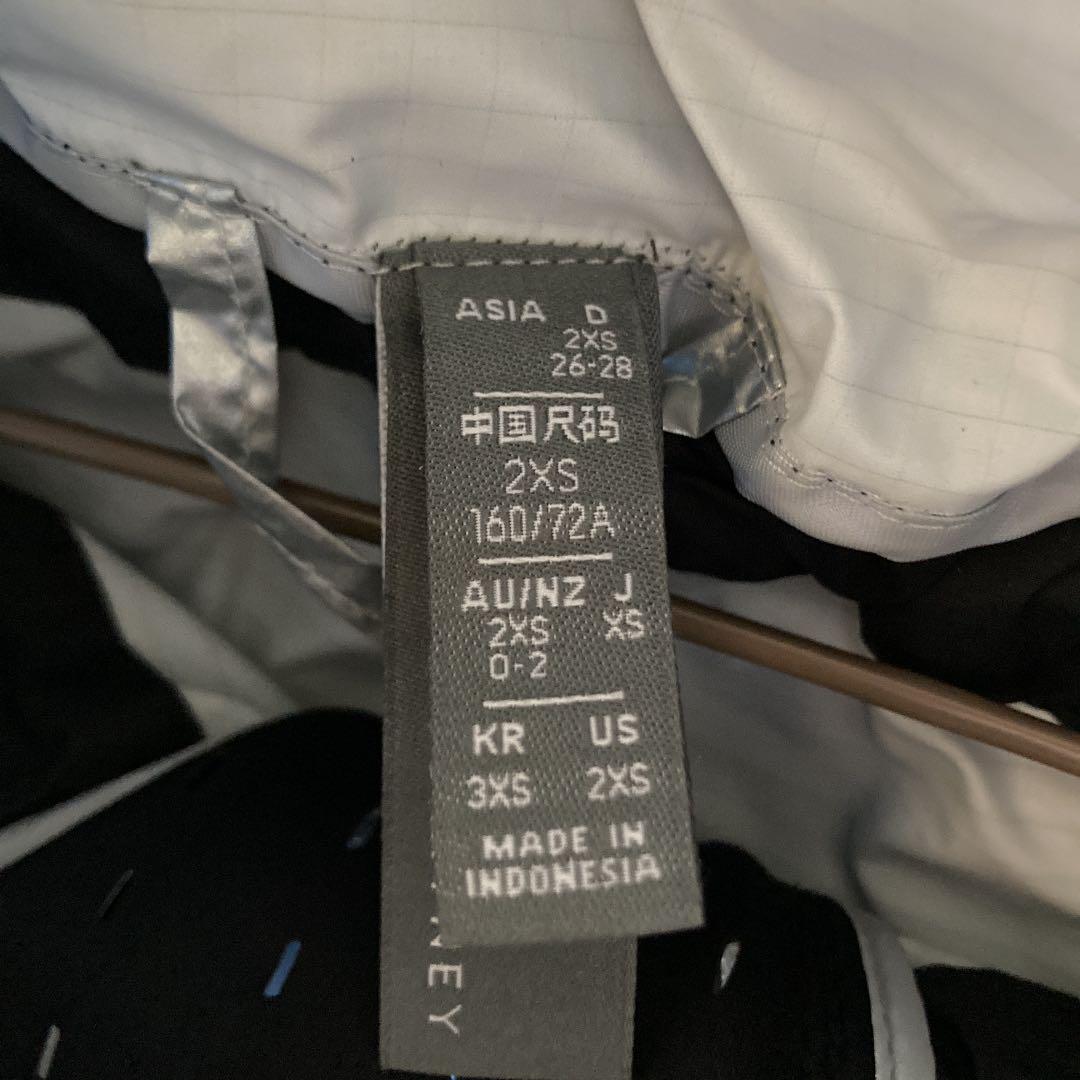 ASIA D
2XS
26-28
中国尺码
2XS
160/72A
AU/NZ J
2XS XS
0-2
KR US
3XS 2XS
MADE IN
INDONESIA
NEY